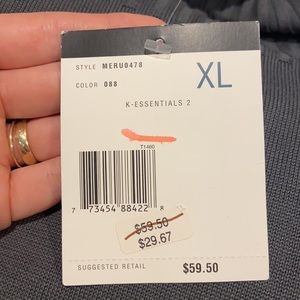 STYLE MERU0478
XL
COLOR 088
K-ESSENTIALS 2
T1460
7 73454 88422 8
$59.50
$29.67
SUGGESTED RETAIL $59.50